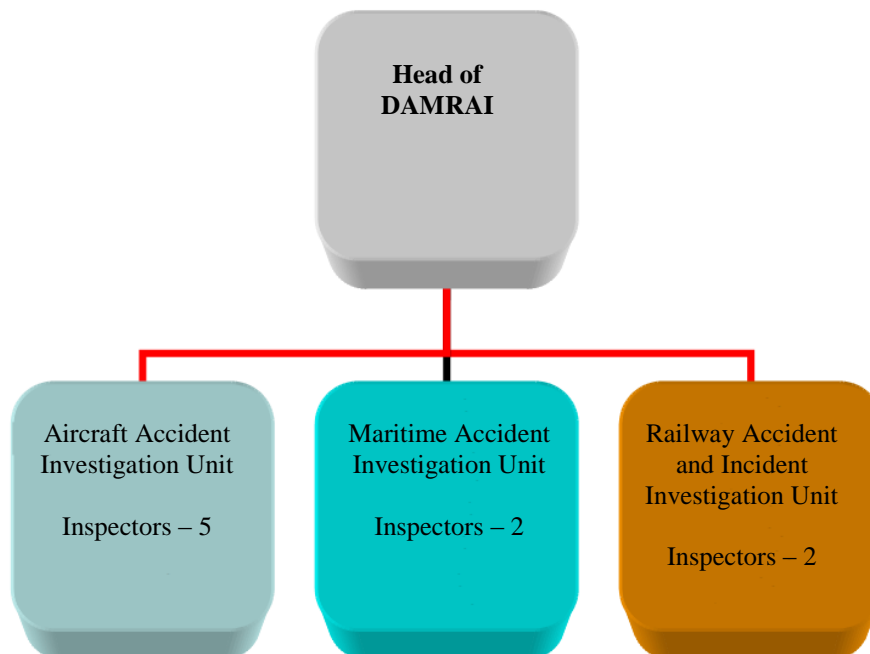 Head of
DAMRAI
Aircraft Accident
Investigation Unit
Inspectors – 5
Maritime Accident
Investigation Unit
Inspectors – 2
Railway Accident
and Incident
Investigation Unit
Inspectors – 2